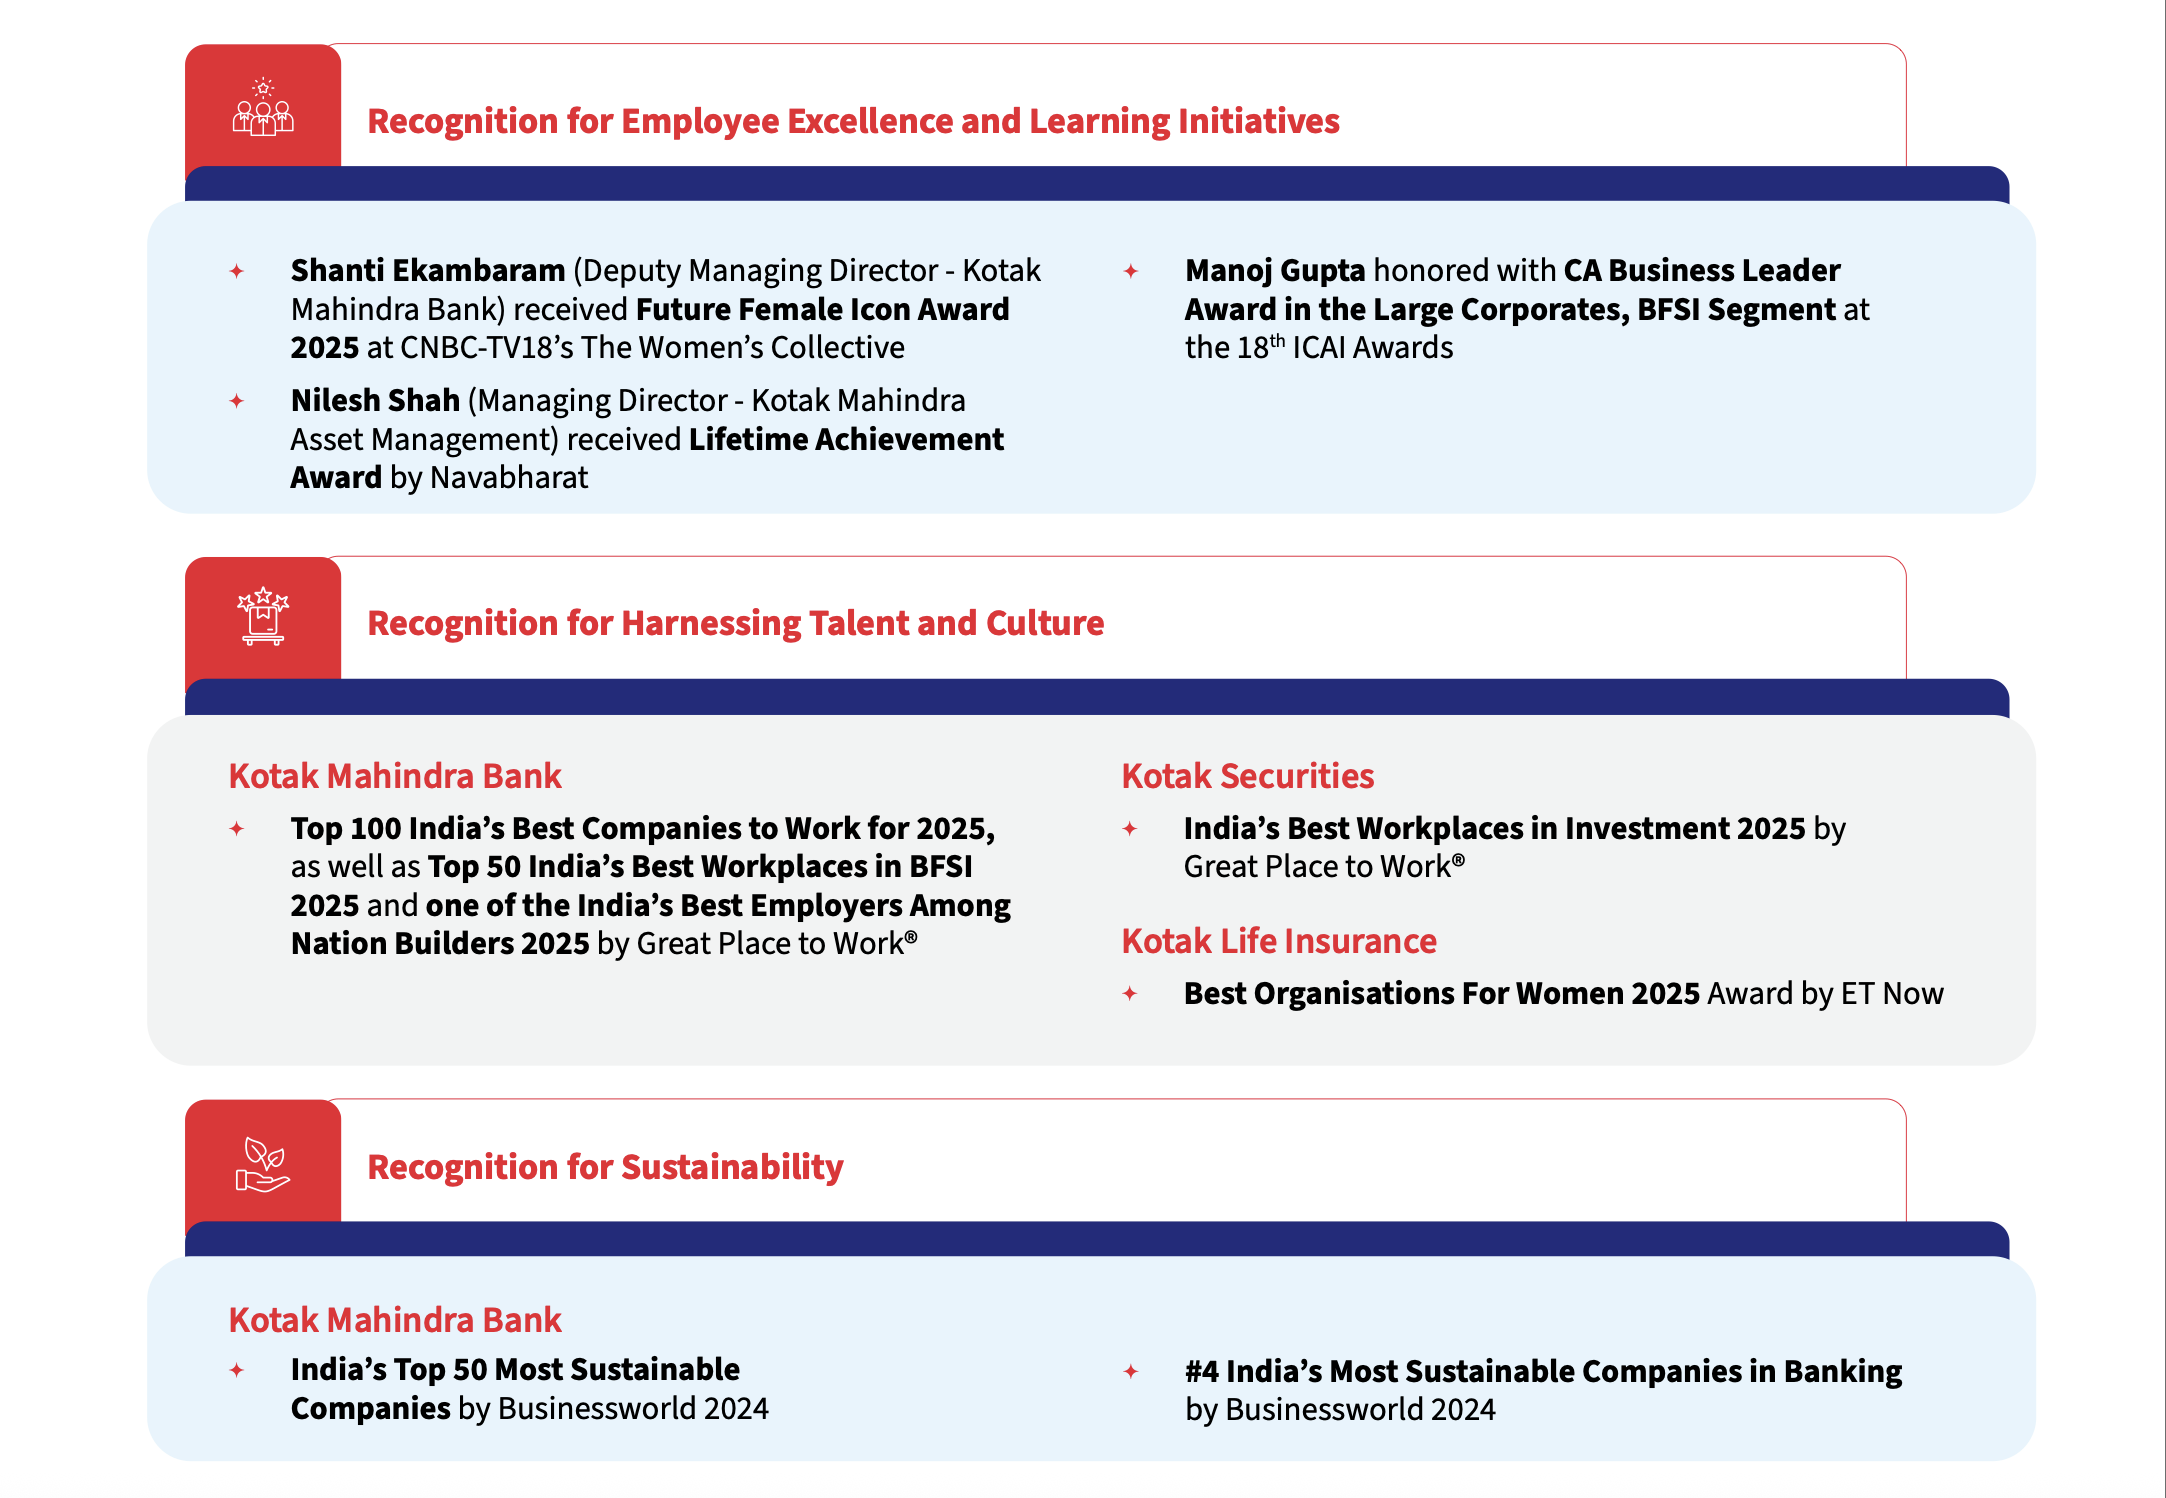 Recognition for Employee Excellence and Learning Initiatives
Shanti Ekambaram (Deputy Managing Director - Kotak
Mahindra Bank) received Future Female Icon Award
2025 at CNBC-TV18’s The Women’s Collective
Nilesh Shah (Managing Director - Kotak Mahindra
Asset Management) received Lifetime Achievement
Award by Navabharat
Manoj Gupta honored with CA Business Leader
Award in the Large Corporates, BFSI Segment at
the 18th ICAI Awards
Recognition for Harnessing Talent and Culture
Kotak Mahindra Bank
Top 100 India’s Best Companies to Work for 2025,
as well as Top 50 India’s Best Workplaces in BFSI
2025 and one of the India’s Best Employers Among
Nation Builders 2025 by Great Place to Work®
Kotak Securities
India’s Best Workplaces in Investment 2025 by
Great Place to Work®
Kotak Life Insurance
Best Organisations For Women 2025 Award by ET Now
Recognition for Sustainability
Kotak Mahindra Bank
India’s Top 50 Most Sustainable
Companies by Businessworld 2024
#4 India’s Most Sustainable Companies in Banking
by Businessworld 2024